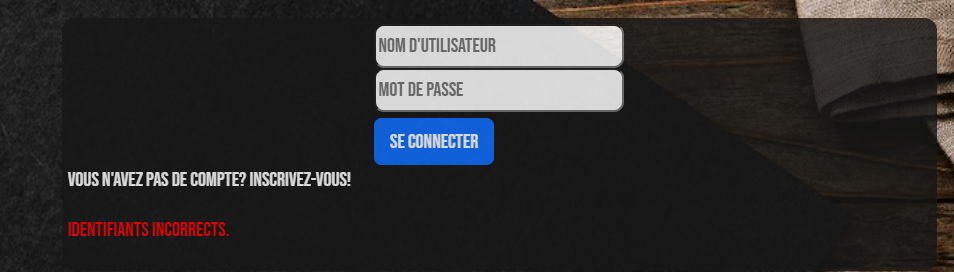 NOM D'UTILISATEUR
MOT DE PASSE
SE CONNECTER
VOUS N'AVEZ PAS DE COMPTE? INSCRIVEZ-VOUS!
IDENTIFIANTS INCORRECTS.